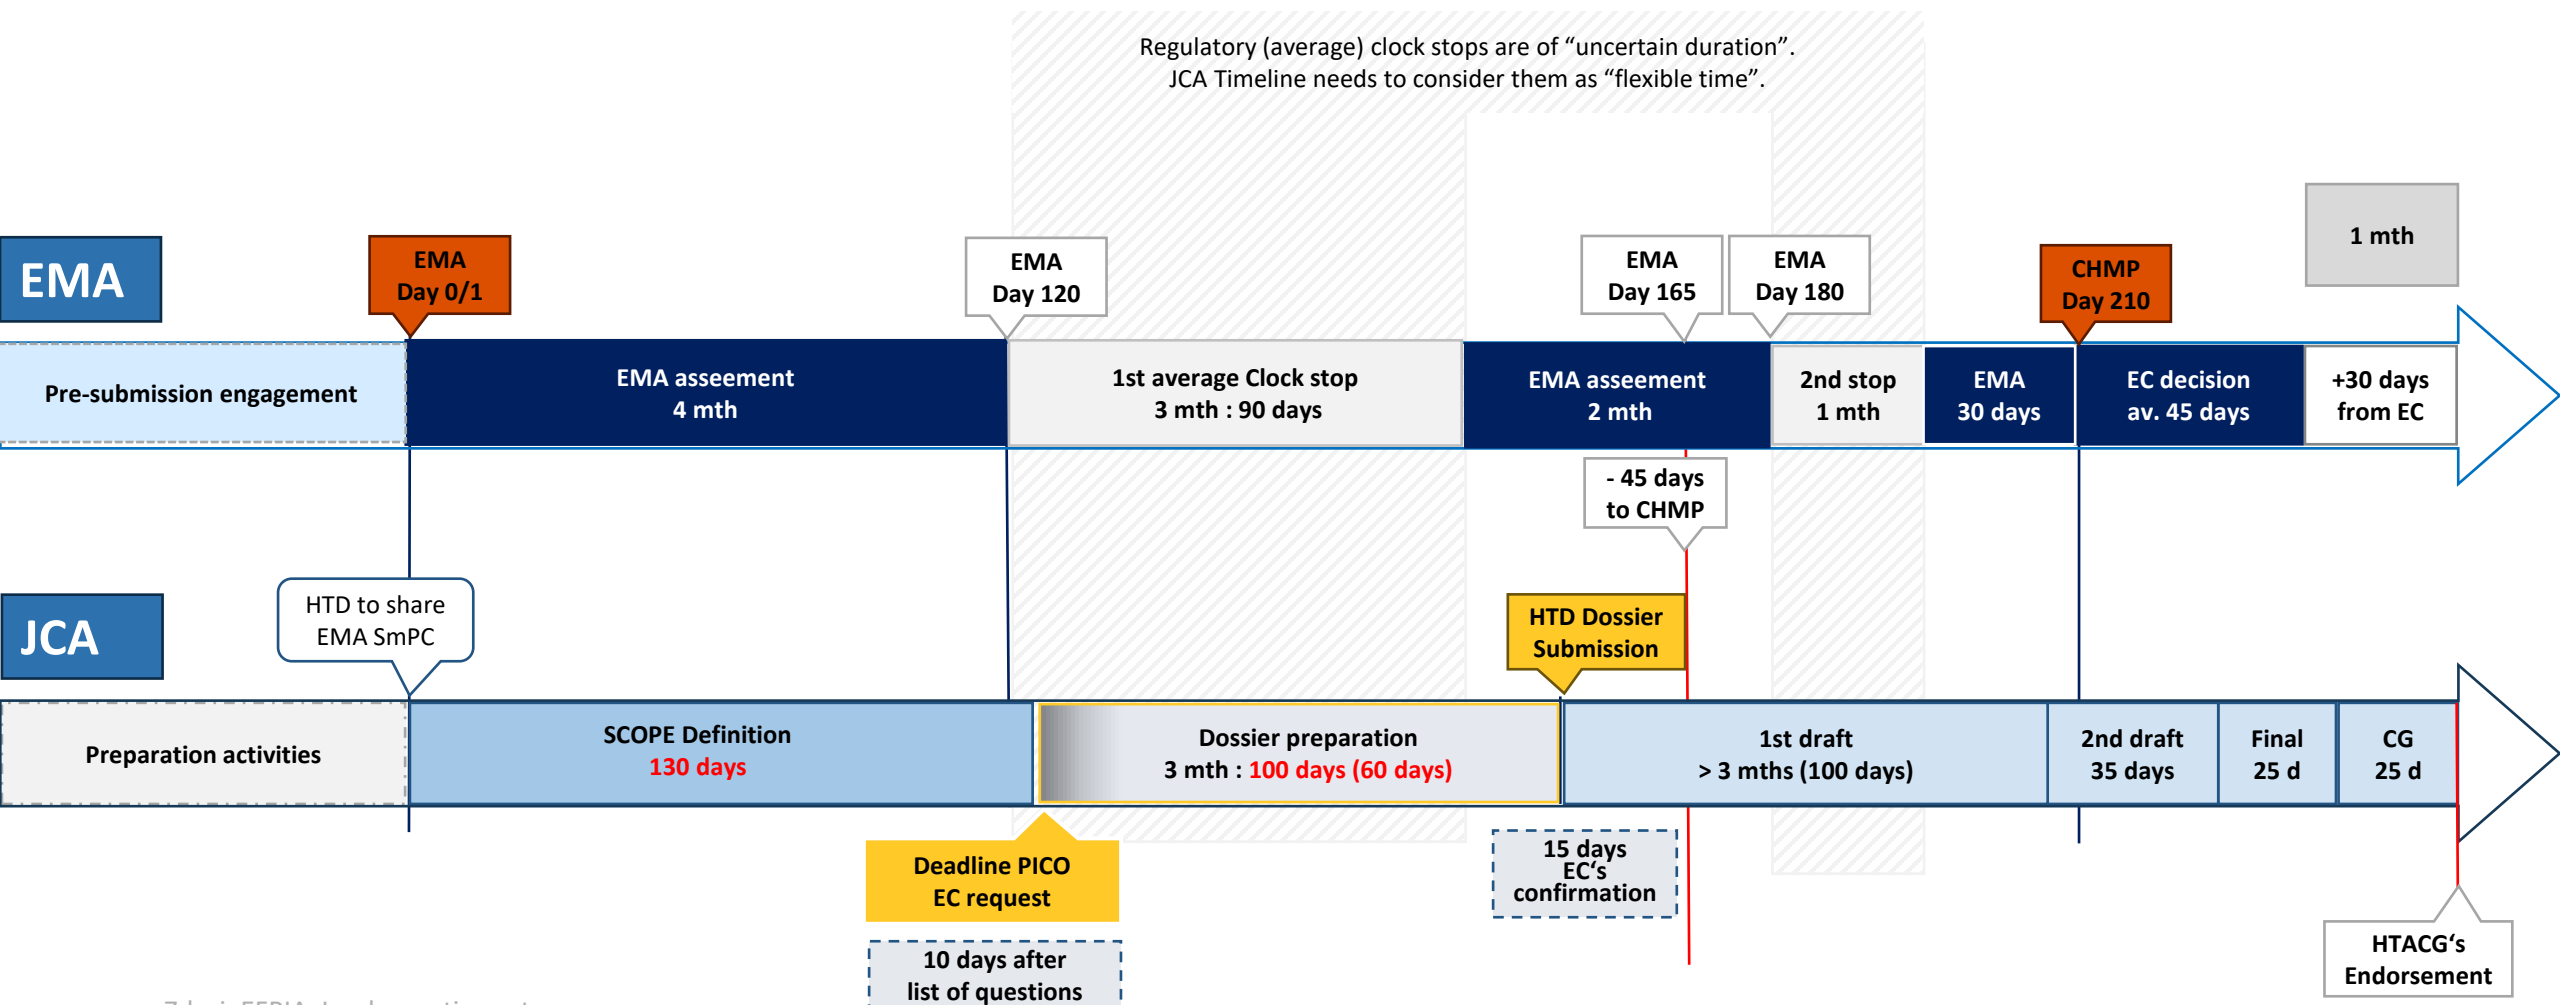 Regulatory (average) clock stops are of “uncertain duration”.
JCA Timeline needs to consider them as “flexible time”.
1 mth
EMA
EMA
Day 0/1
EMA
Day 120
EMA
Day 165
EMA
Day 180
CHMP
Day 210
Pre-submission engagement
EMA asseement
4 mth
1st average Clock stop
3 mth : 90 days
EMA asseement
2 mth
2nd stop
1 mth
EMA
30 days
EC decision
av. 45 days
+30 days
from EC
- 45 days
to CHMP
JCA
HTD to share
EMA SmPC
HTD Dossier
Submission
Preparation activities
SCOPE Definition
130 days
Dossier preparation
3 mth : 100 days (60 days)
1st draft
> 3 mths (100 days)
2nd draft
35 days
Final
25 d
CG
25 d
Deadline PICO
EC request
15 days
EC‘s
confirmation
10 days after
list of questions
HTACG‘s
Endorsement